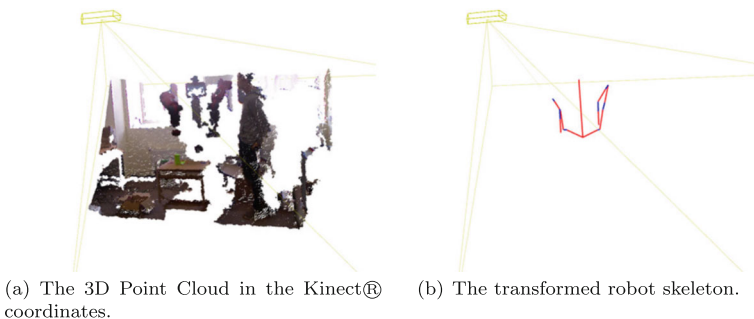 (a) The 3D Point Cloud in the Kinect®
coordinates.
(b) The transformed robot skeleton.